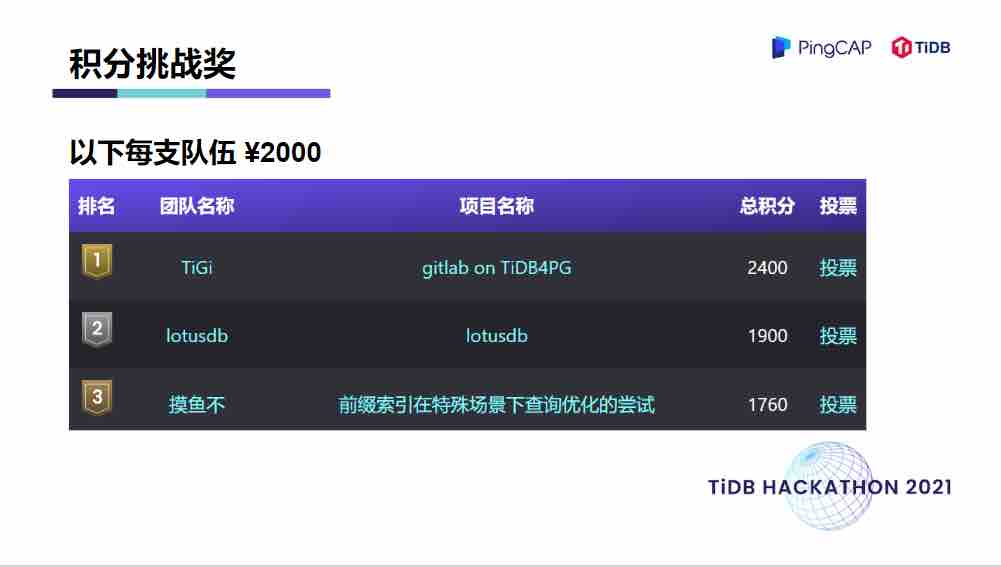 积分挑战奖
PingCAP TiDB
以下每支队伍 ¥2000
排名 团队名称 项目名称 总积分 投票
1 TiGi gitlab on TiDB4PG 2400 投票
2 lotusdb lotusdb 1900 投票
3 摸鱼不 前缀索引在特殊场景下查询优化的尝试 1760 投票
TiDB HACKATHON 2021